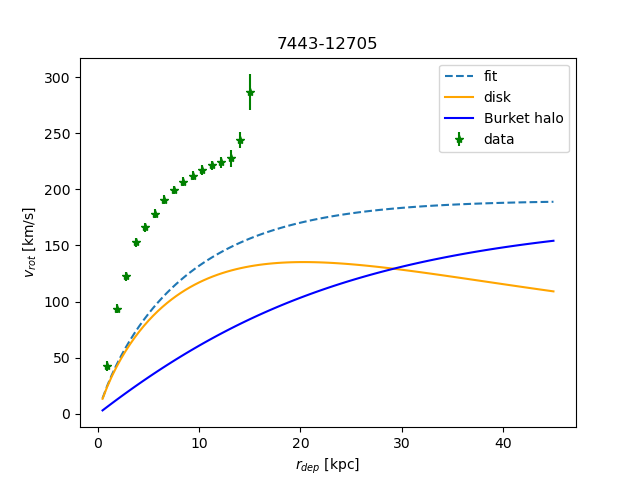 7443-12705
300
250
200
150
100
50
0
v_rot [km/s]
fit
disk
Burket halo
data
0 10 20 30 40
r_dep [kpc]